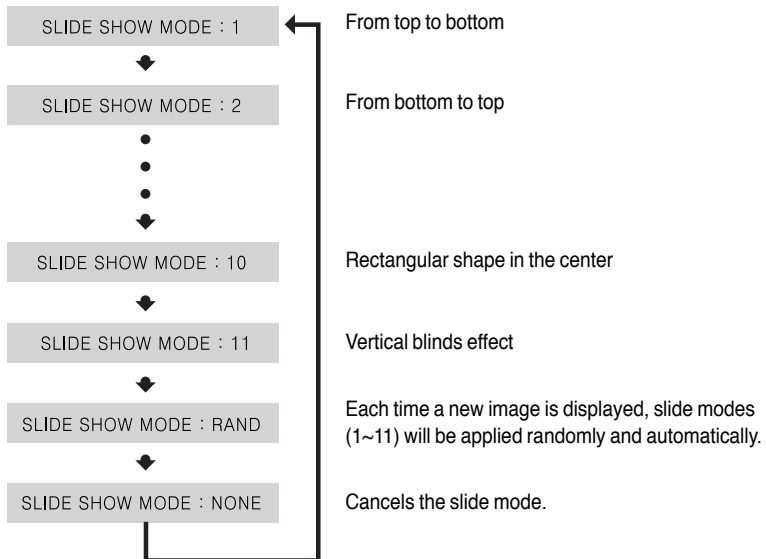 SLIDE SHOW MODE : 1
From top to bottom
SLIDE SHOW MODE : 2
From bottom to top
SLIDE SHOW MODE : 10
Rectangular shape in the center
SLIDE SHOW MODE : 11
Vertical blinds effect
SLIDE SHOW MODE : RAND
Each time a new image is displayed, slide modes
(1~11) will be applied randomly and automatically.
SLIDE SHOW MODE : NONE
Cancels the slide mode.